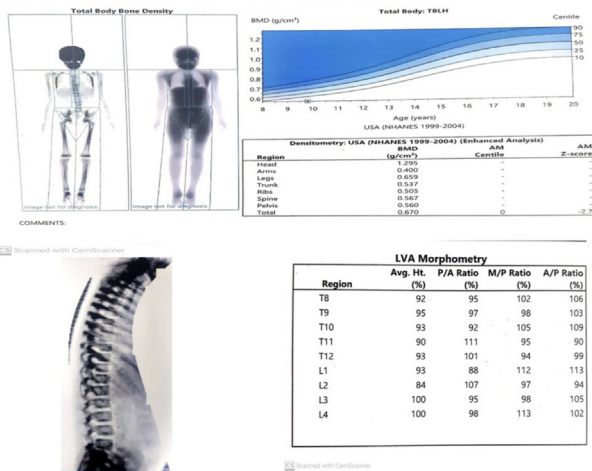 Total Body Bone Density
Image not for diagnosis
Image not for diagnosis
COMMENTS:
Total Body: TBLH
BMD (g/cm²)
Centile
1.2
1.1
1.0
0.9
0.8
0.7
0.6
90
75
50
25
10
8 9 10 11 12 13 14 15 16 17 18 19 20
Age (years)
USA (NHANES 1999-2004)
Densitometry: USA (NHANES 1999-2004) (Enhanced Analysis)
Region BMD (g/cm²) AM Centile AM Z-score
Head 1.295 - -
Arms 0.400 - -
Legs 0.659 - -
Trunk 0.537 - -
Ribs 0.505 - -
Spine 0.567 - -
Pelvis 0.560 - -
Total 0.670 0 -2.7
CS Scanned with CamScanner
LVA Morphometry
Region Avg. Ht. (%) P/A Ratio (%) M/P Ratio (%) A/P Ratio (%)
T8 92 95 102 106
T9 95 97 98 103
T10 93 92 105 109
T11 90 111 95 90
T12 93 101 94 99
L1 93 88 112 113
L2 84 107 97 94
L3 100 95 98 105
L4 100 98 113 102
CS Scanned with CamScanner